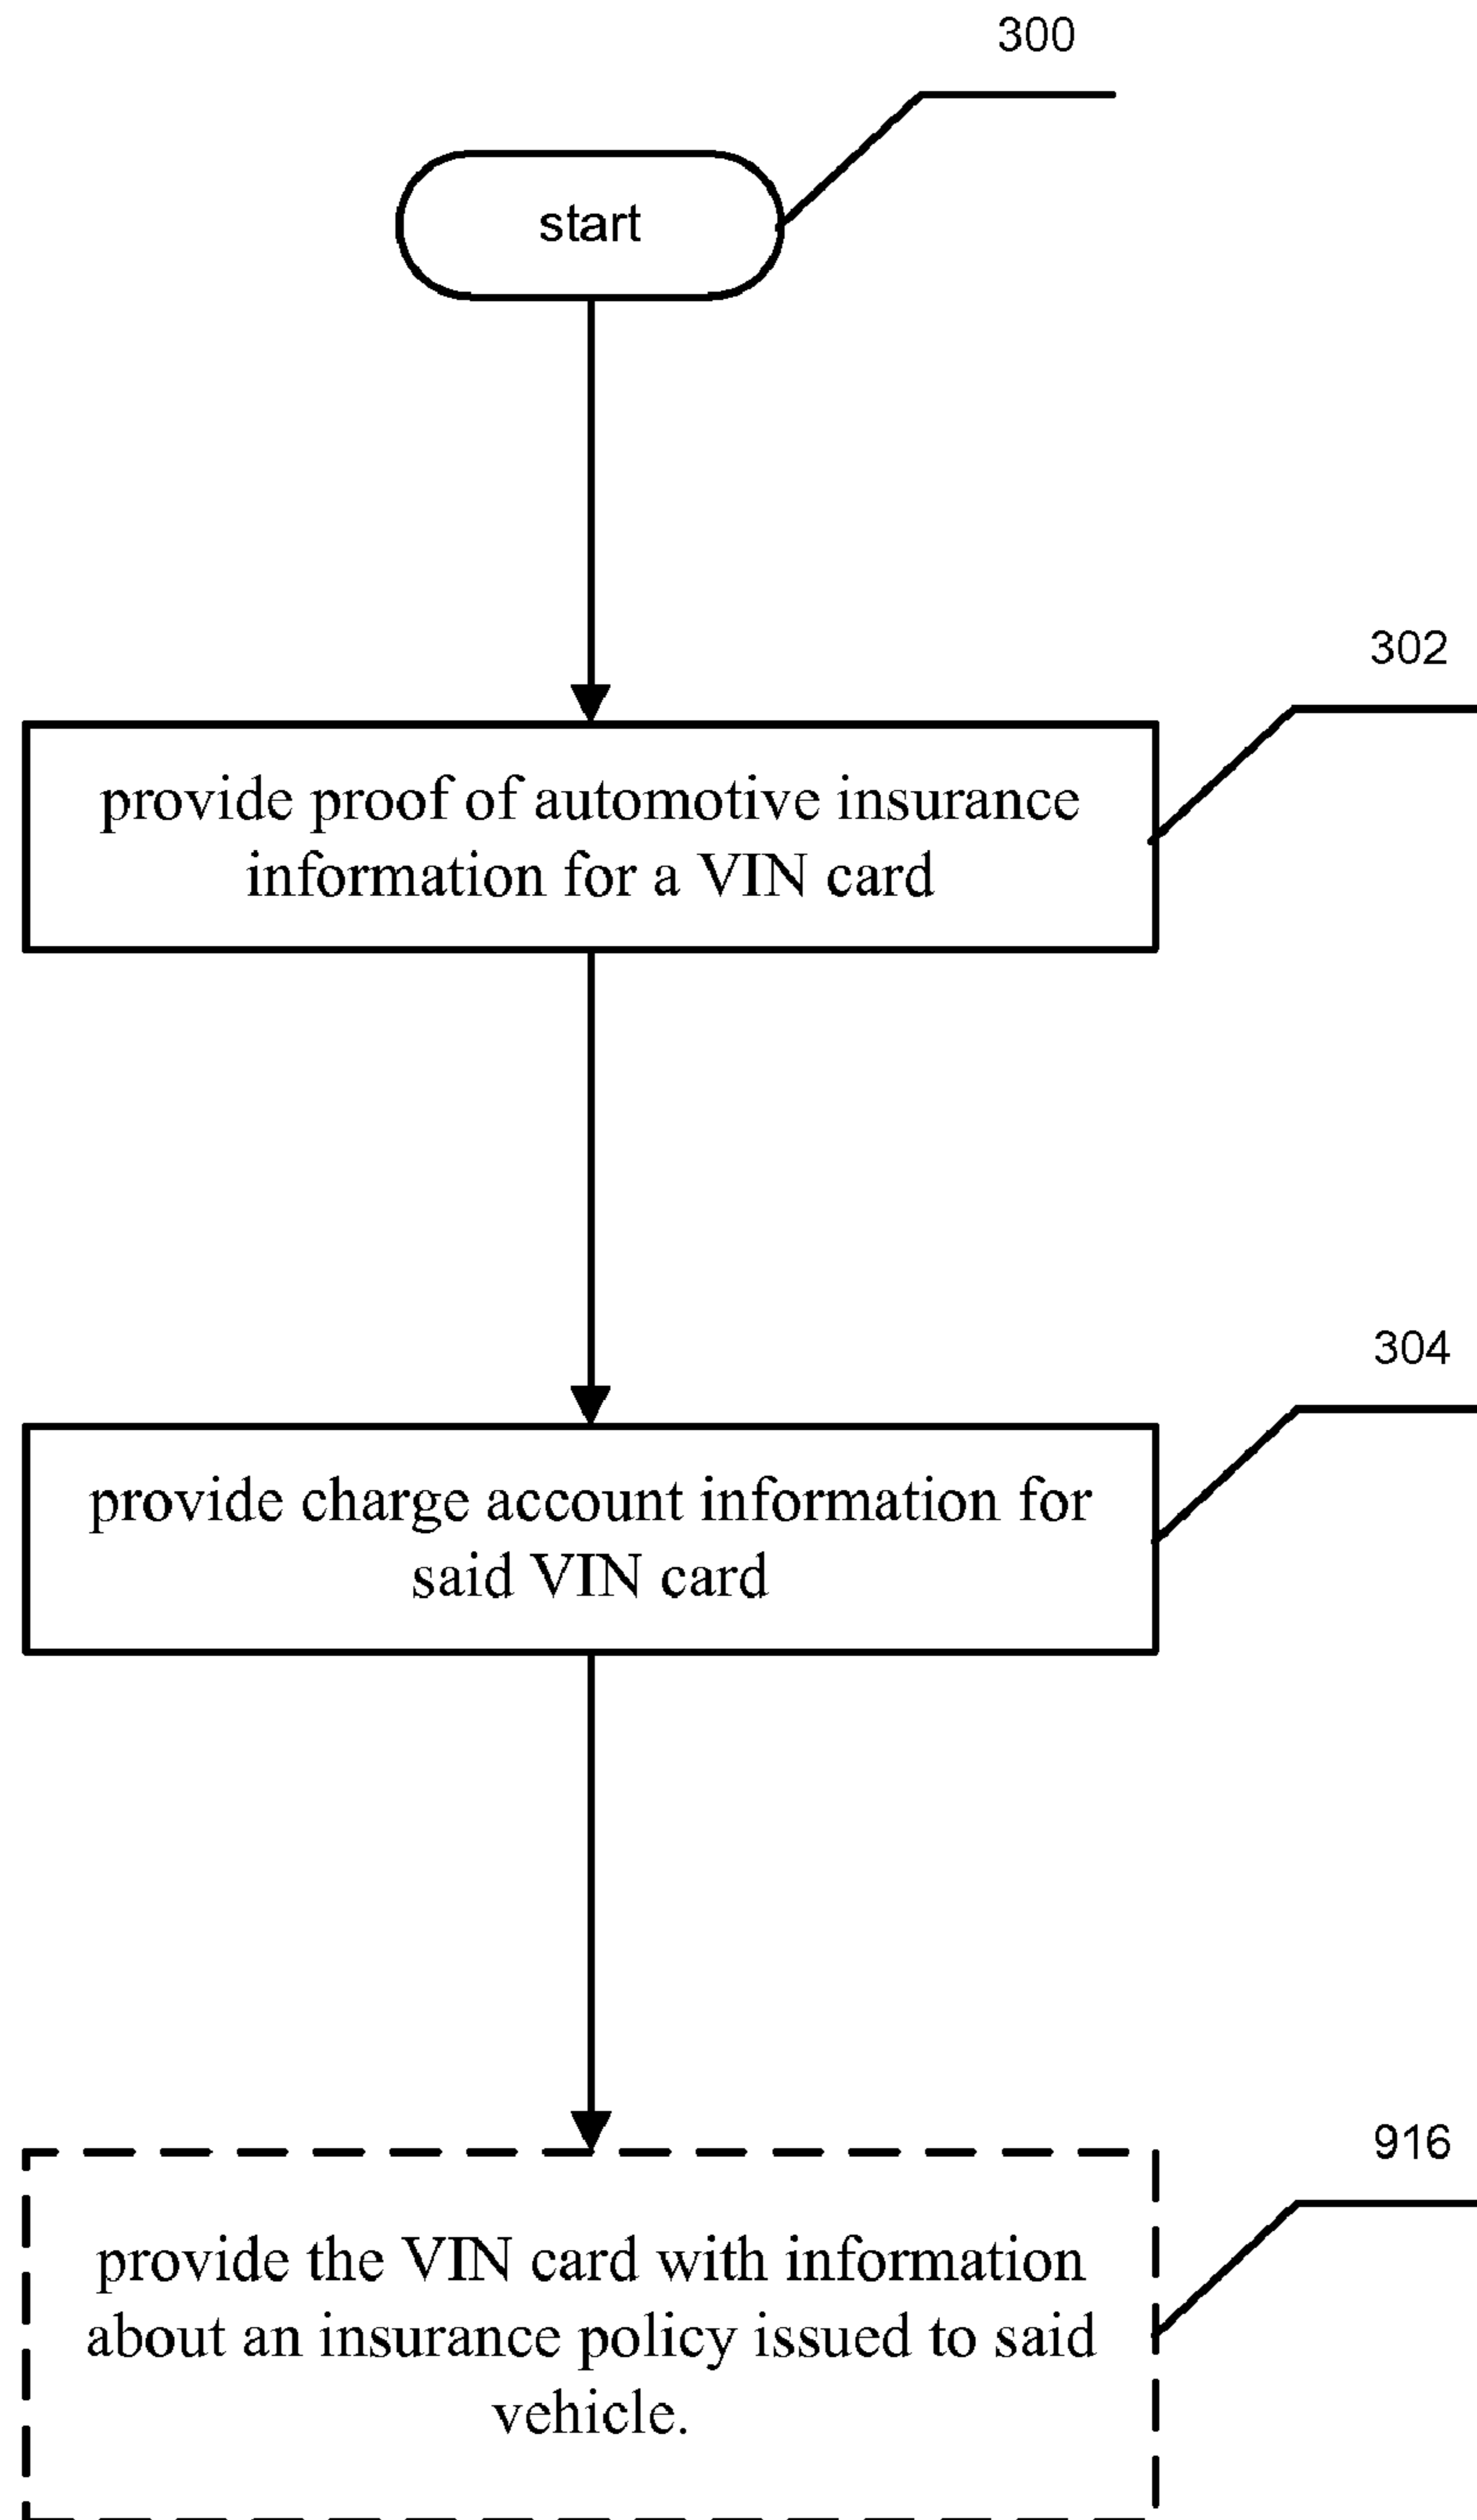 300
start
302
provide proof of automotive insurance
information for a VIN card
304
provide charge account information for
said VIN card
916
provide the VIN card with information
about an insurance policy issued to said
vehicle.